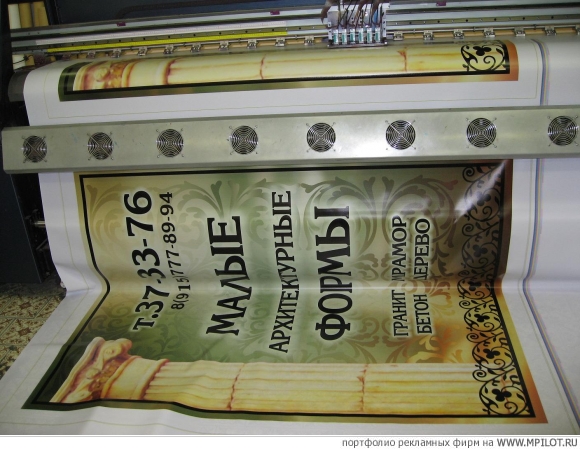 МАЛЫЕ
АРХИТЕКТУРНЫЕ
ФОРМЫ
ГРАНИТ МРАМОР
БЕТОН ДЕРЕВО
т.37-33-76
8(916)777-89-94
портфолио рекламных фирм на WWW.MPILOT.RU